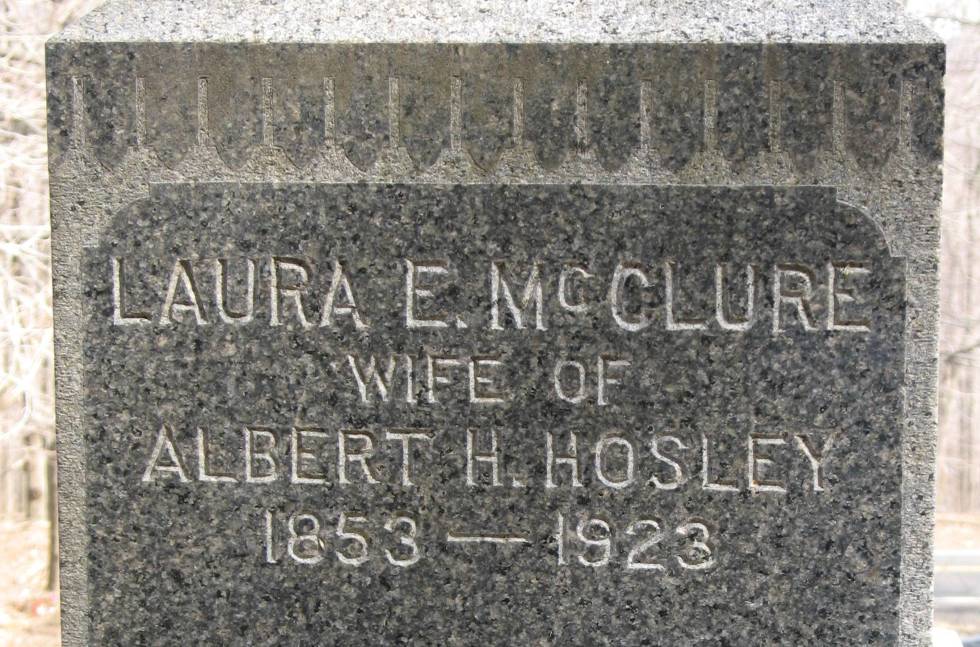 LAURA E. McCLURE
WIFE OF
ALBERT H. HOSLEY
1853 — 1923